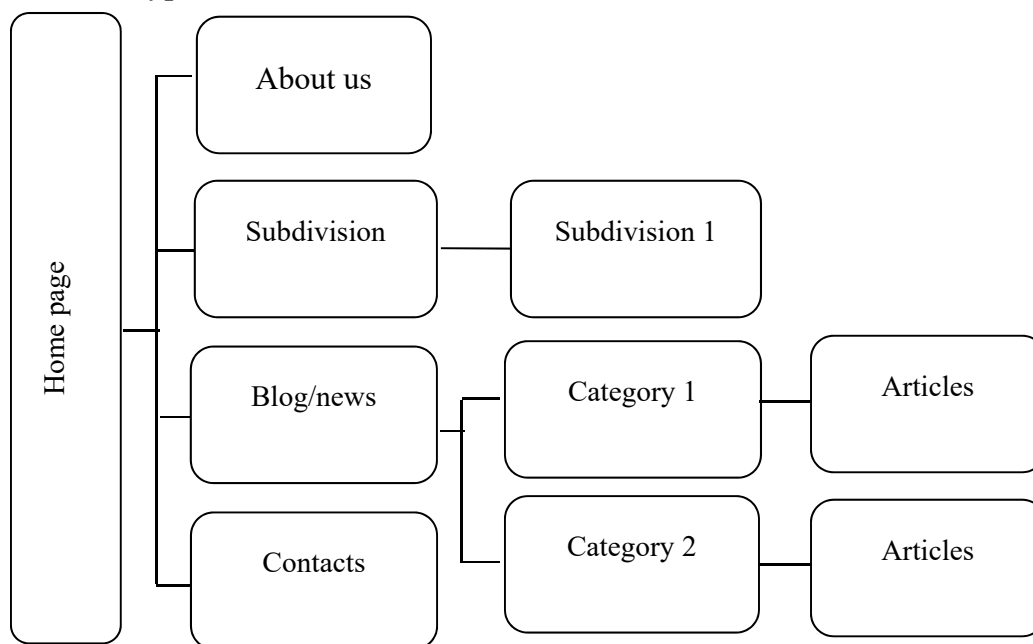 Home page
About us
Subdivision
Subdivision 1
Blog/news
Category 1
Articles
Category 2
Articles
Contacts